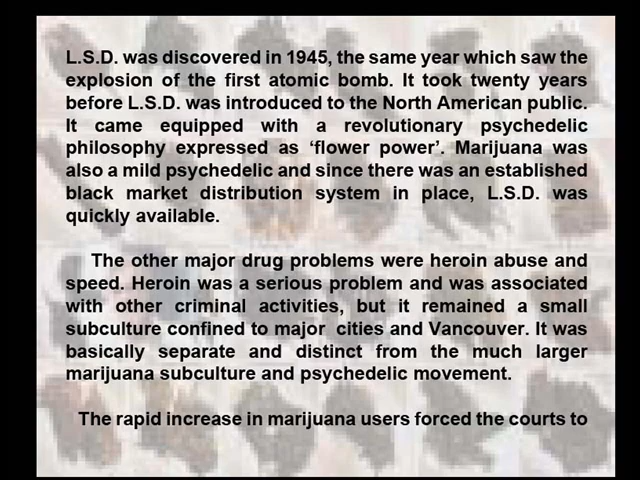 L.S.D. was discovered in 1945, the same year which saw the
explosion of the first atomic bomb. It took twenty years
before L.S.D. was introduced to the North American public.
It came equipped with a revolutionary psychedelic
philosophy expressed as ‘flower power’. Marijuana was
also a mild psychedelic and since there was an established
black market distribution system in place, L.S.D. was
quickly available.
The other major drug problems were heroin abuse and
speed. Heroin was a serious problem and was associated
with other criminal activities, but it remained a small
subculture confined to major cities and Vancouver. It was
basically separate and distinct from the much larger
marijuana subculture and psychedelic movement.
The rapid increase in marijuana users forced the courts to